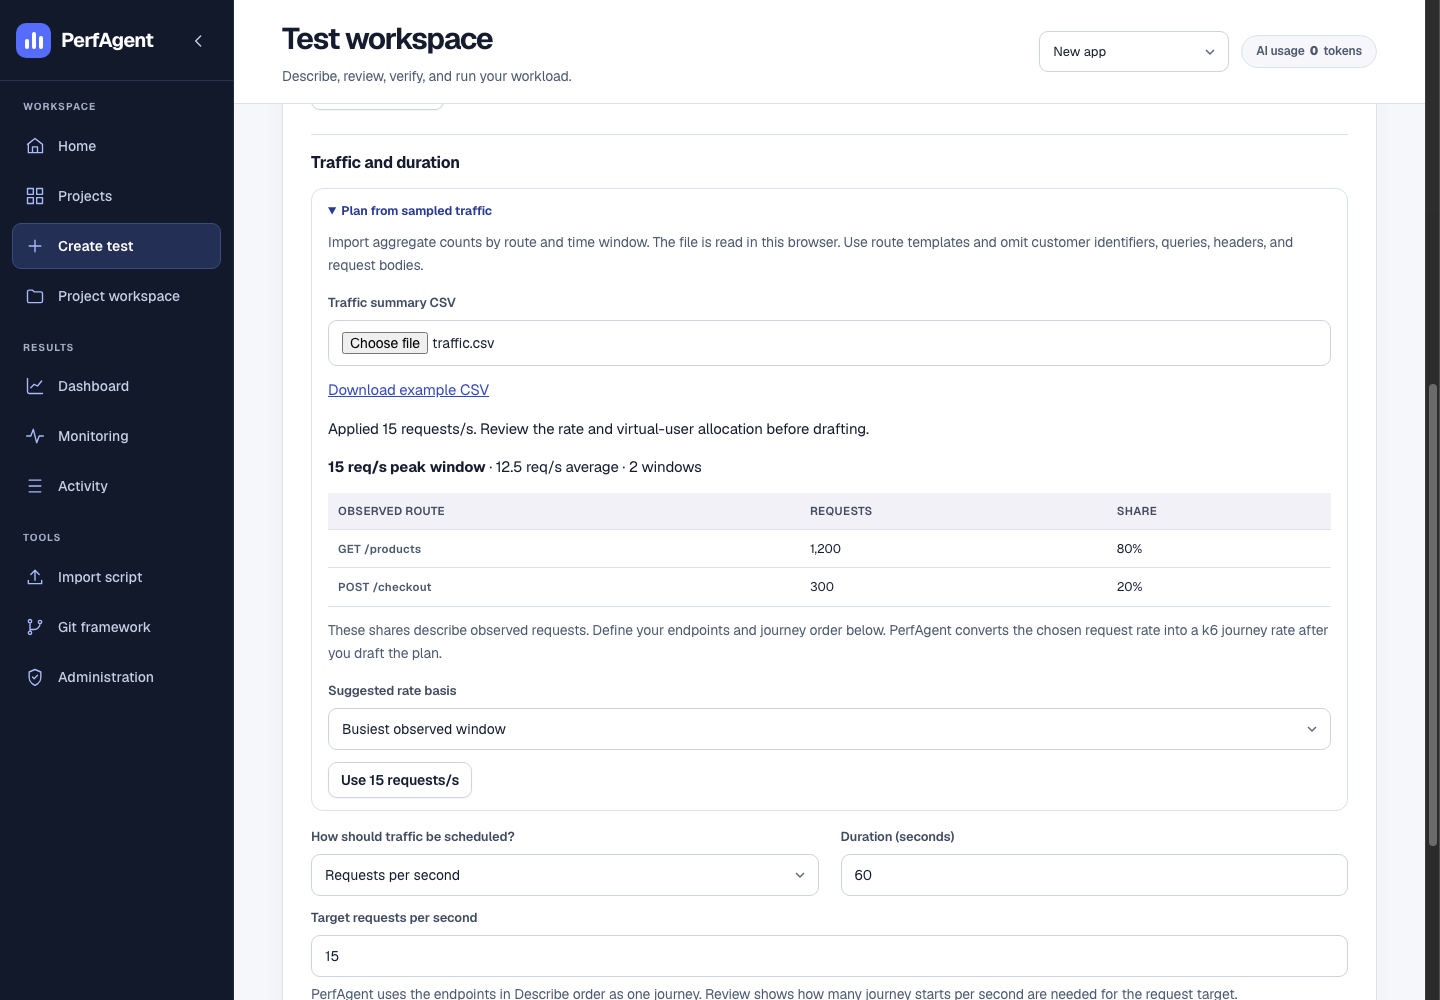 PerfAgent
WORKSPACE
Home
Projects
Create test
Project workspace
RESULTS
Dashboard
Monitoring
Activity
TOOLS
Import script
Git framework
Administration
Test workspace
Describe, review, verify, and run your workload.
New app
AI usage 0 tokens
Traffic and duration
Plan from sampled traffic
Import aggregate counts by route and time window. The file is read in this browser. Use route templates and omit customer identifiers, queries, headers, and
request bodies.
Traffic summary CSV
Choose file traffic.csv
Download example CSV
Applied 15 requests/s. Review the rate and virtual-user allocation before drafting.
15 req/s peak window · 12.5 req/s average · 2 windows
OBSERVED ROUTE REQUESTS SHARE
GET /products 1,200 80%
POST /checkout 300 20%
These shares describe observed requests. Define your endpoints and journey order below. PerfAgent converts the chosen request rate into a k6 journey rate after
you draft the plan.
Suggested rate basis
Busiest observed window
Use 15 requests/s
How should traffic be scheduled? Duration (seconds)
Requests per second 60
Target requests per second
15
PerfAgent uses the endpoints in Describe order as one journey. Review shows how many journey starts per second are needed for the request target.